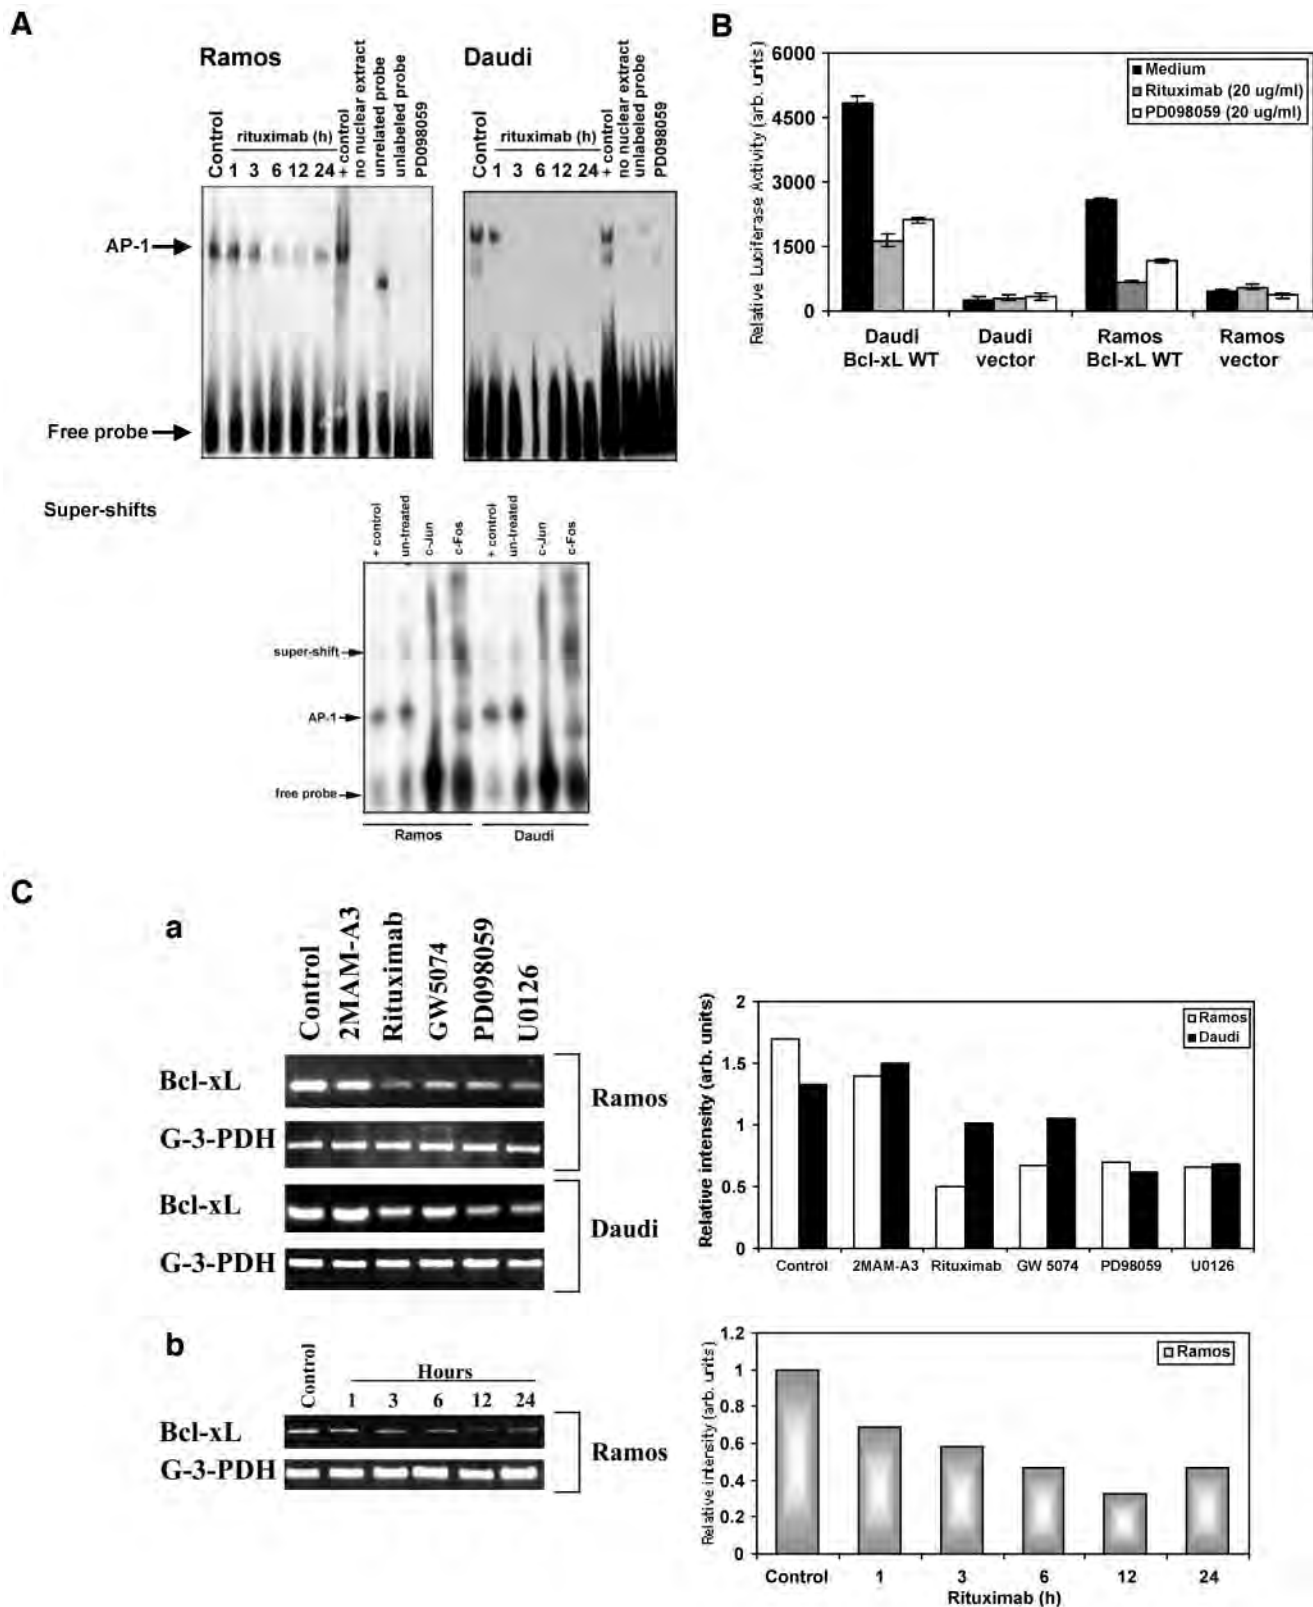 A
Ramos
Control
rituximab (h)
1 3 6 12 24
+ control
no nuclear extract
unrelated probe
unlabeled probe
PD098059
Daudi
Control
rituximab (h)
1 3 6 12 24
+ control
no nuclear extract
unlabeled probe
PD098059
AP-1
Free probe
Super-shifts
+ control
un-treated
c-Jun
c-Fos
+ control
un-treated
c-Jun
c-Fos
super-shift
AP-1
free probe
Ramos
Daudi
B
Relative Luciferase Activity (arb. units)
6000
4500
3000
1500
0
Medium
Rituximab (20 ug/ml)
PD098059 (20 ug/ml)
Daudi
Bcl-xL WT
Daudi
vector
Ramos
Bcl-xL WT
Ramos
vector
C
a
Control
2MAM-A3
Rituximab
GW5074
PD098059
U0126
Bcl-xL
G-3-PDH
Ramos
Bcl-xL
G-3-PDH
Daudi
Relative intensity (arb. units)
2
1.5
1
0.5
0
Ramos
Daudi
Control 2MAM-A3 Rituximab GW 5074 PD98059 U0126
b
Control
Hours
1 3 6 12 24
Bcl-xL
G-3-PDH
Ramos
Relative intensity (arb. units)
1.2
1
0.8
0.6
0.4
0.2
0
Ramos
Control 1 3 6 12 24
Rituximab (h)